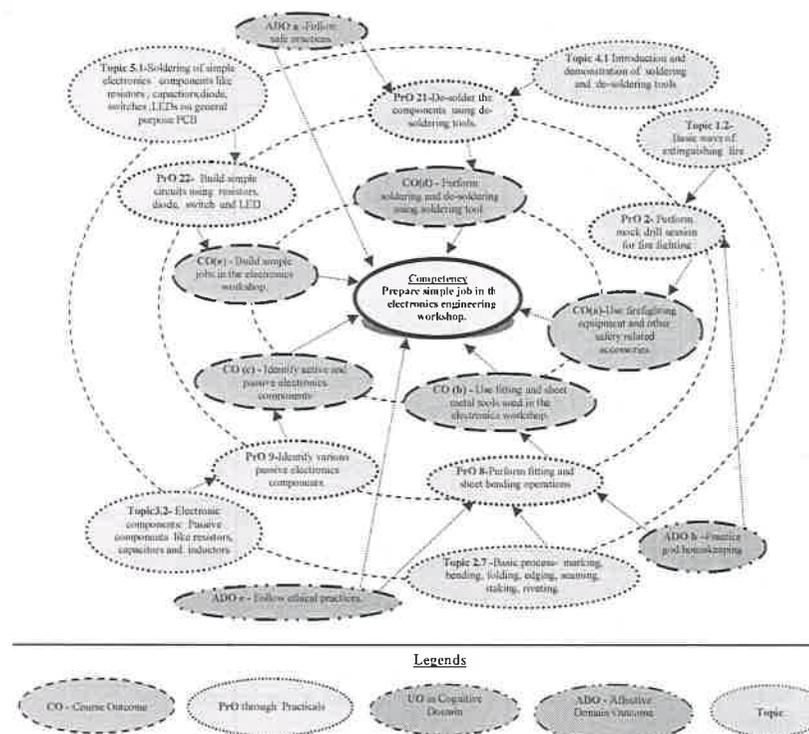 ADO a -Follow
safe practices
Topic 5.1-Soldering of simple
electronics components like
resistors, capactiors,diode,
switches ,LEDs on general
purpose PCB
Topic 4.1 Introduction and
demonstration of soldering
and de-soldering tools
PrO 21-De-solder the
components using de-
soldering tools.
Topic 1.2-
Basic ways of
extinguishing fire
PrO 22- Build simple
circuits using resistors,
diode, switch and LED
CO(d) - Perform
soldering and de-soldering
using soldering tool
PrO 2- Perform
mock drill session
for fire fighting
CO(e) - Build simple
jobs in the electronics
workshop.
Competency
Prepare simple job in th
electronics engineering
workshop.
CO(a)-Use firefighting
equipment and other
safety related
accessories.
CO (c) - Identify active and
passive electronics
components
CO (b) - Use fitting and sheet
metal tools used in the
electronics workshop.
PrO 9-Identify various
passive electronics
components
PrO 8-Perform fitting and
sheet bending operations
Topic3.2- Electronic
components: Passive
components like resistors,
capacitors and inductors
ADO b -Practice
god housekeeping
Topic 2.7 -Basic process- marking,
bending, folding, edging, seaming,
staking, riveting.
ADO e - Follow ethical practices.
Legends
CO - Course Outcome
PrO through Practicals
UO in Cognitive
Domain
ADO - Affective
Domain Outcome
Topic